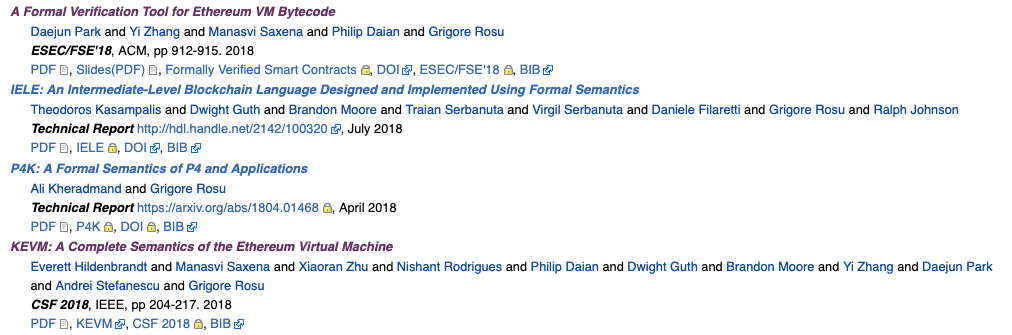 A Formal Verification Tool for Ethereum VM Bytecode
Daejun Park and Yi Zhang and Manasvi Saxena and Philip Daian and Grigore Rosu
ESEC/FSE'18, ACM, pp 912-915. 2018
PDF, Slides(PDF), Formally Verified Smart Contracts, DOI, ESEC/FSE'18, BIB
IELE: An Intermediate-Level Blockchain Language Designed and Implemented Using Formal Semantics
Theodoros Kasampalis and Dwight Guth and Brandon Moore and Traian Serbanuta and Virgil Serbanuta and Daniele Filaretti and Grigore Rosu and Ralph Johnson
Technical Report http://hdl.handle.net/2142/100320, July 2018
PDF, IELE, DOI, BIB
P4K: A Formal Semantics of P4 and Applications
Ali Kheradmand and Grigore Rosu
Technical Report https://arxiv.org/abs/1804.01468, April 2018
PDF, P4K, DOI, BIB
KEVM: A Complete Semantics of the Ethereum Virtual Machine
Everett Hildenbrandt and Manasvi Saxena and Xiaoran Zhu and Nishant Rodrigues and Philip Daian and Dwight Guth and Brandon Moore and Yi Zhang and Daejun Park
and Andrei Stefanescu and Grigore Rosu
CSF 2018, IEEE, pp 204-217. 2018
PDF, KEVM, CSF 2018, BIB